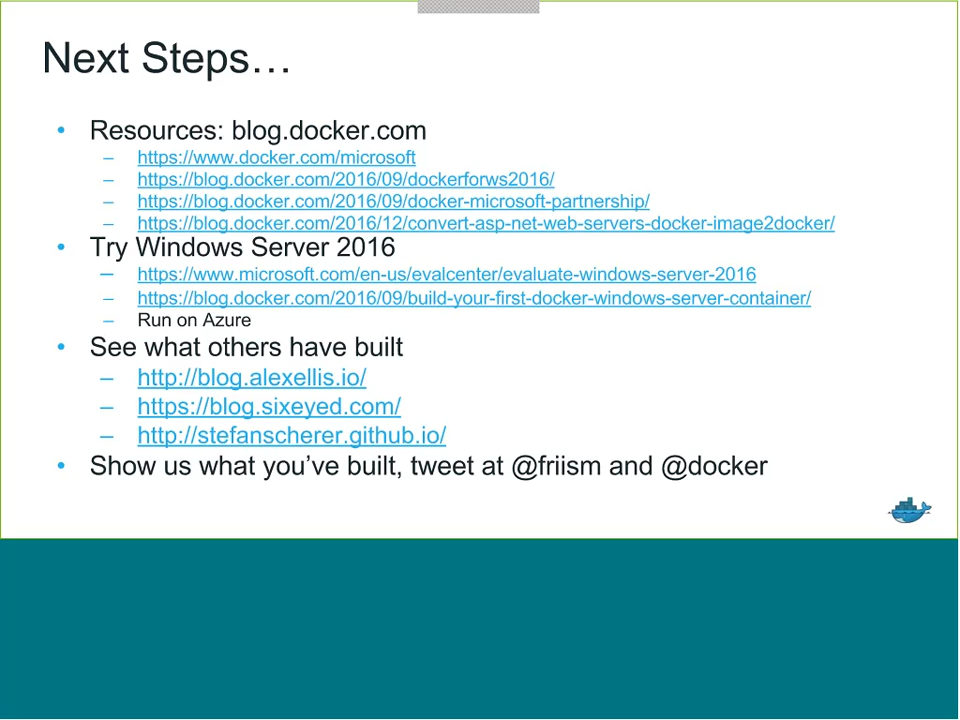 Next Steps…
• Resources: blog.docker.com
– https://www.docker.com/microsoft
– https://blog.docker.com/2016/09/dockerforws2016/
– https://blog.docker.com/2016/09/docker-microsoft-partnership/
– https://blog.docker.com/2016/12/convert-asp-net-web-servers-docker-image2docker/
• Try Windows Server 2016
– https://www.microsoft.com/en-us/evalcenter/evaluate-windows-server-2016
– https://blog.docker.com/2016/09/build-your-first-docker-windows-server-container/
– Run on Azure
• See what others have built
– http://blog.alexellis.io/
– https://blog.sixeyed.com/
– http://stefanscherer.github.io/
• Show us what you’ve built, tweet at @friism and @docker